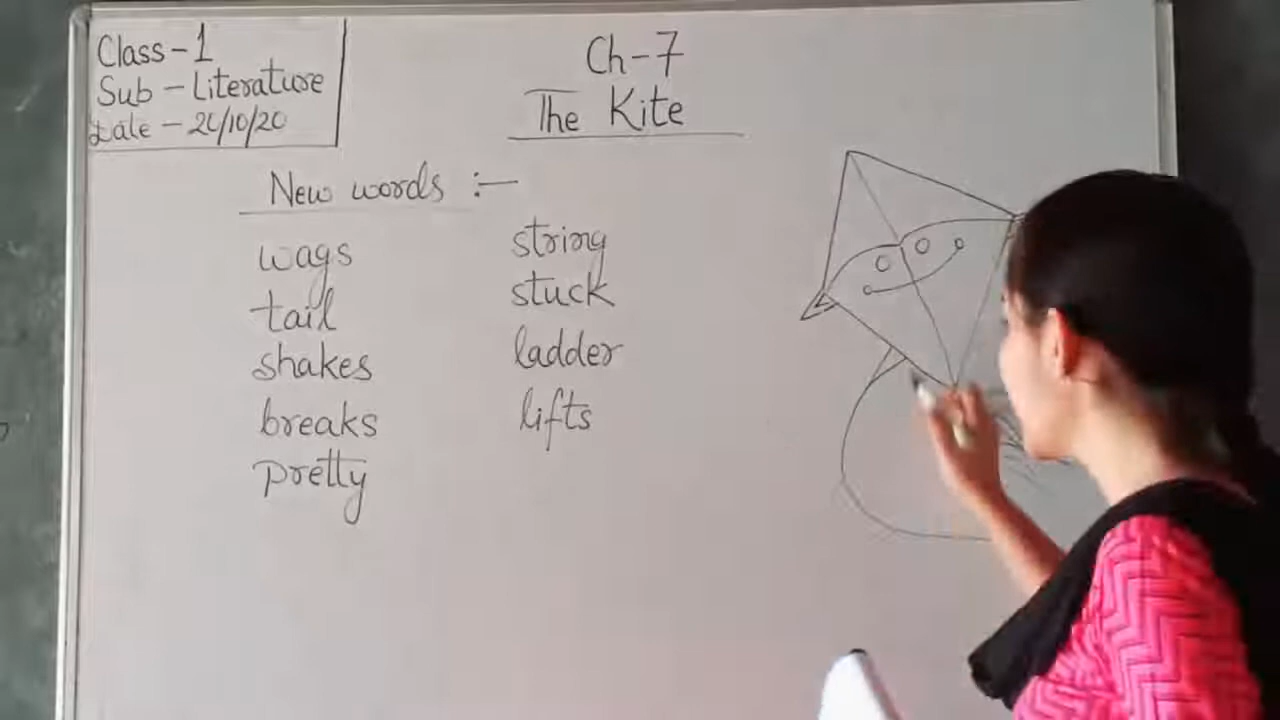 Class-1
Sub - Literature
Date - 20/10/20
Ch-7
The Kite
New words :-
wags
tail
shakes
breaks
pretty
string
stuck
ladder
lifts